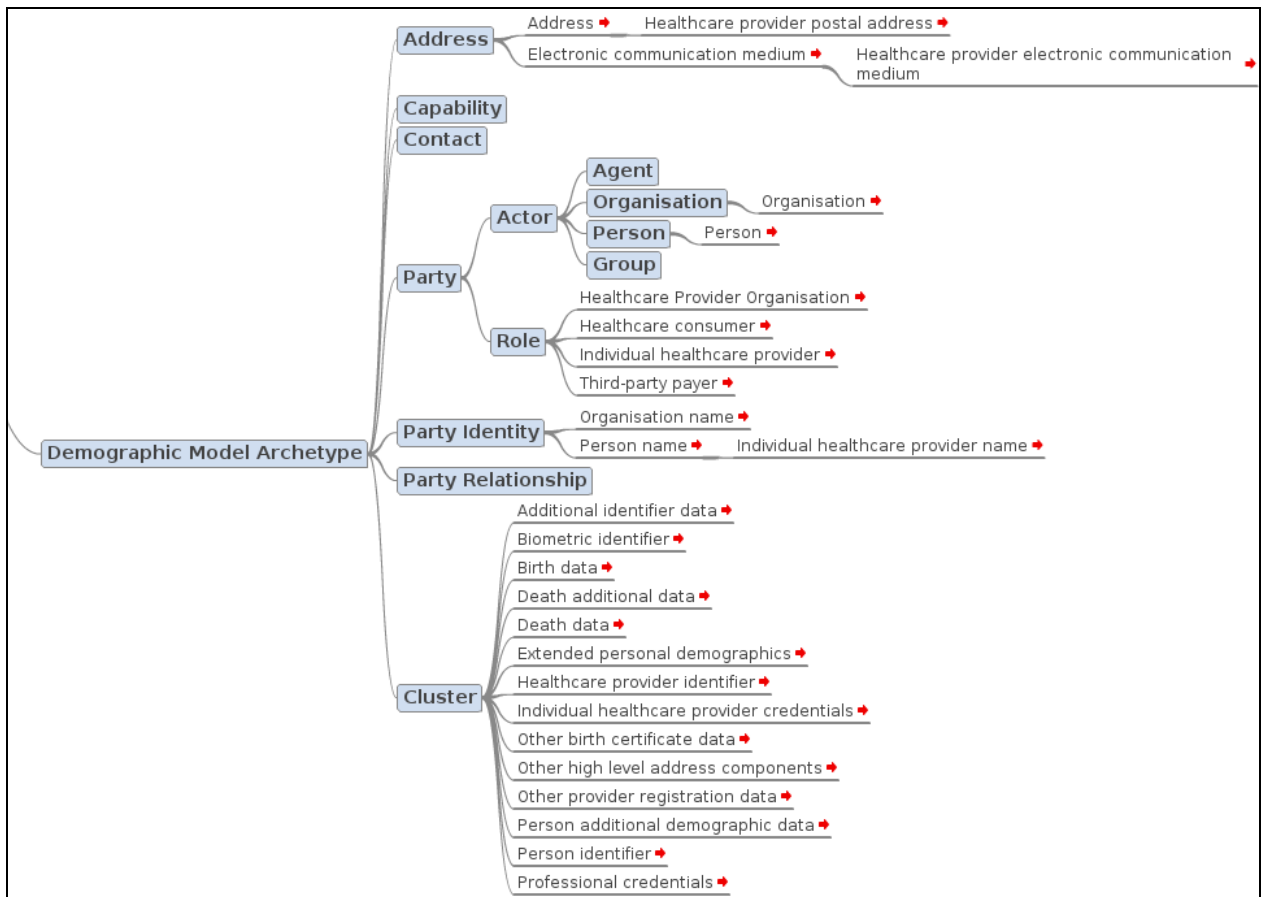 Address
Address
Healthcare provider postal address
Electronic communication medium
Healthcare provider electronic communication
medium
Capability
Contact
Party
Actor
Agent
Organisation
Organisation
Person
Person
Group
Role
Healthcare Provider Organisation
Healthcare consumer
Individual healthcare provider
Third-party payer
Demographic Model Archetype
Party Identity
Organisation name
Person name
Individual healthcare provider name
Party Relationship
Cluster
Additional identifier data
Biometric identifier
Birth data
Death additional data
Death data
Extended personal demographics
Healthcare provider identifier
Individual healthcare provider credentials
Other birth certificate data
Other high level address components
Other provider registration data
Person additional demographic data
Person identifier
Professional credentials